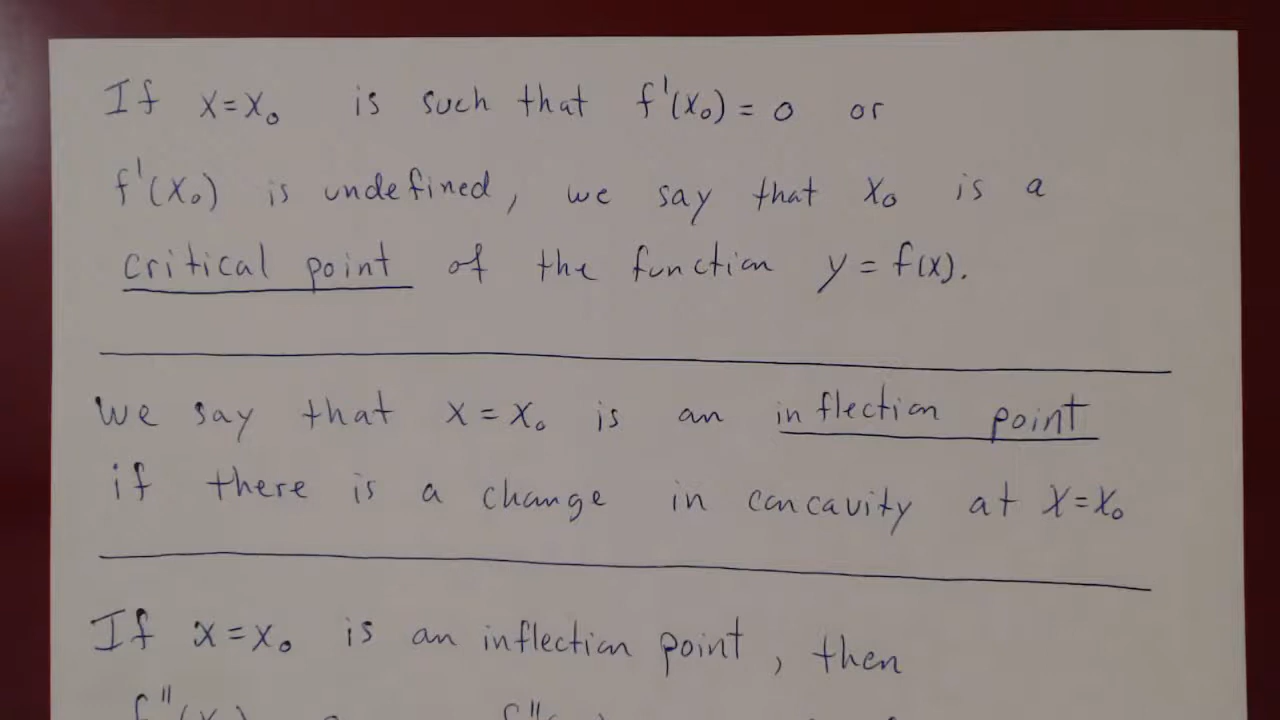 If x=x₀ is such that f'(x₀) = 0 or
f'(x₀) is undefined, we say that x₀ is a
critical point of the function y = f(x).
We say that x = x₀ is an inflection point
if there is a change in concavity at x=x₀
If x=x₀ is an inflection point, then